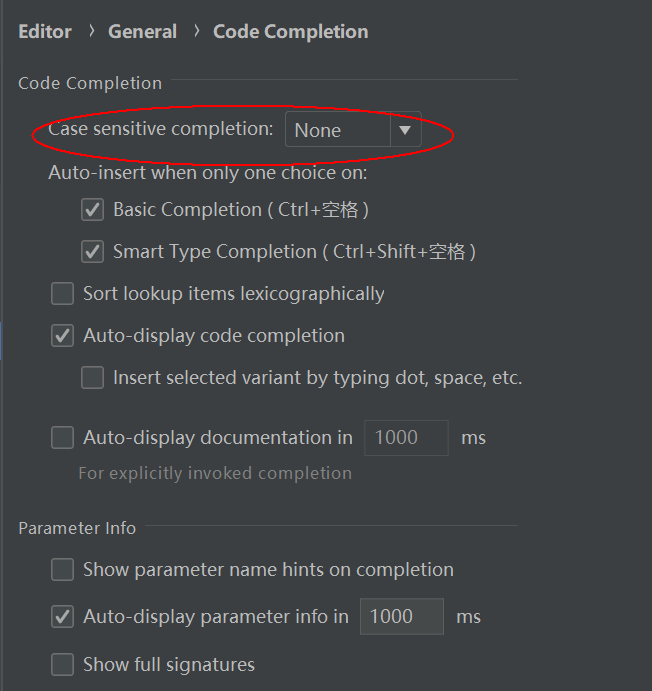 Editor > General > Code Completion
Code Completion
Case sensitive completion: None
Auto-insert when only one choice on:
Basic Completion ( Ctrl+空格 )
Smart Type Completion ( Ctrl+Shift+空格 )
Sort lookup items lexicographically
Auto-display code completion
Insert selected variant by typing dot, space, etc.
Auto-display documentation in 1000 ms
For explicitly invoked completion
Parameter Info
Show parameter name hints on completion
Auto-display parameter info in 1000 ms
Show full signatures